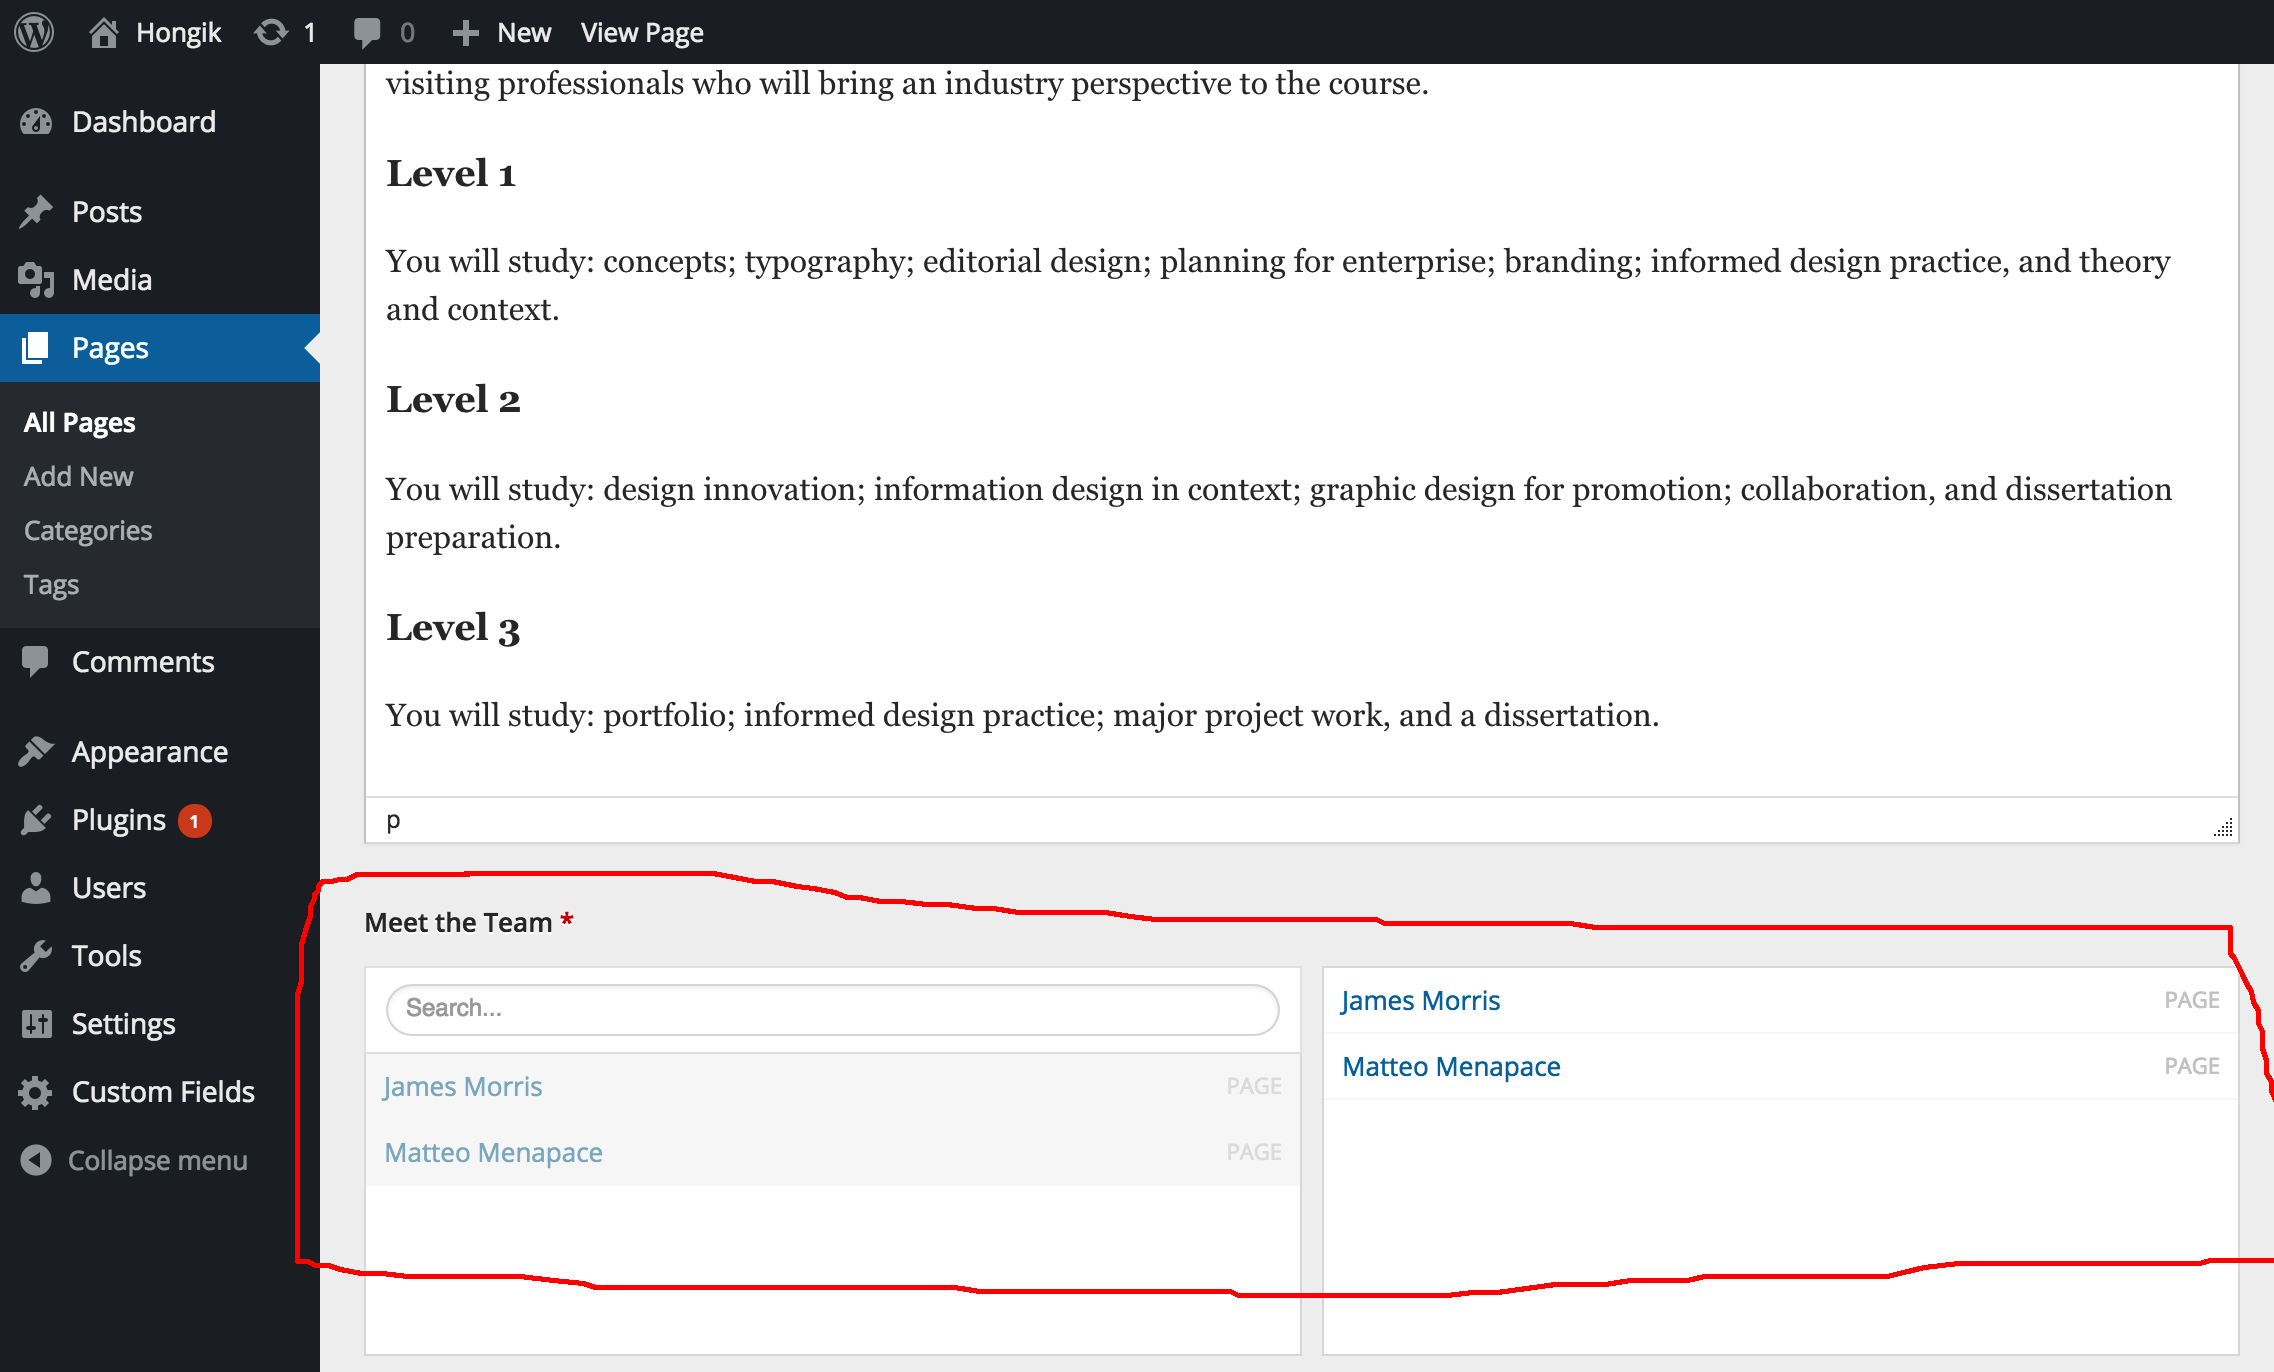 Hongik 1 0 New View Page
Dashboard
Posts
Media
Pages
All Pages
Add New
Categories
Tags
Comments
Appearance
Plugins 1
Users
Tools
Settings
Custom Fields
Collapse menu
visiting professionals who will bring an industry perspective to the course.
Level 1
You will study: concepts; typography; editorial design; planning for enterprise; branding; informed design practice, and theory
and context.
Level 2
You will study: design innovation; information design in context; graphic design for promotion; collaboration, and dissertation
preparation.
Level 3
You will study: portfolio; informed design practice; major project work, and a dissertation.
p
Meet the Team *
Search...
James Morris PAGE
Matteo Menapace PAGE
James Morris PAGE
Matteo Menapace PAGE